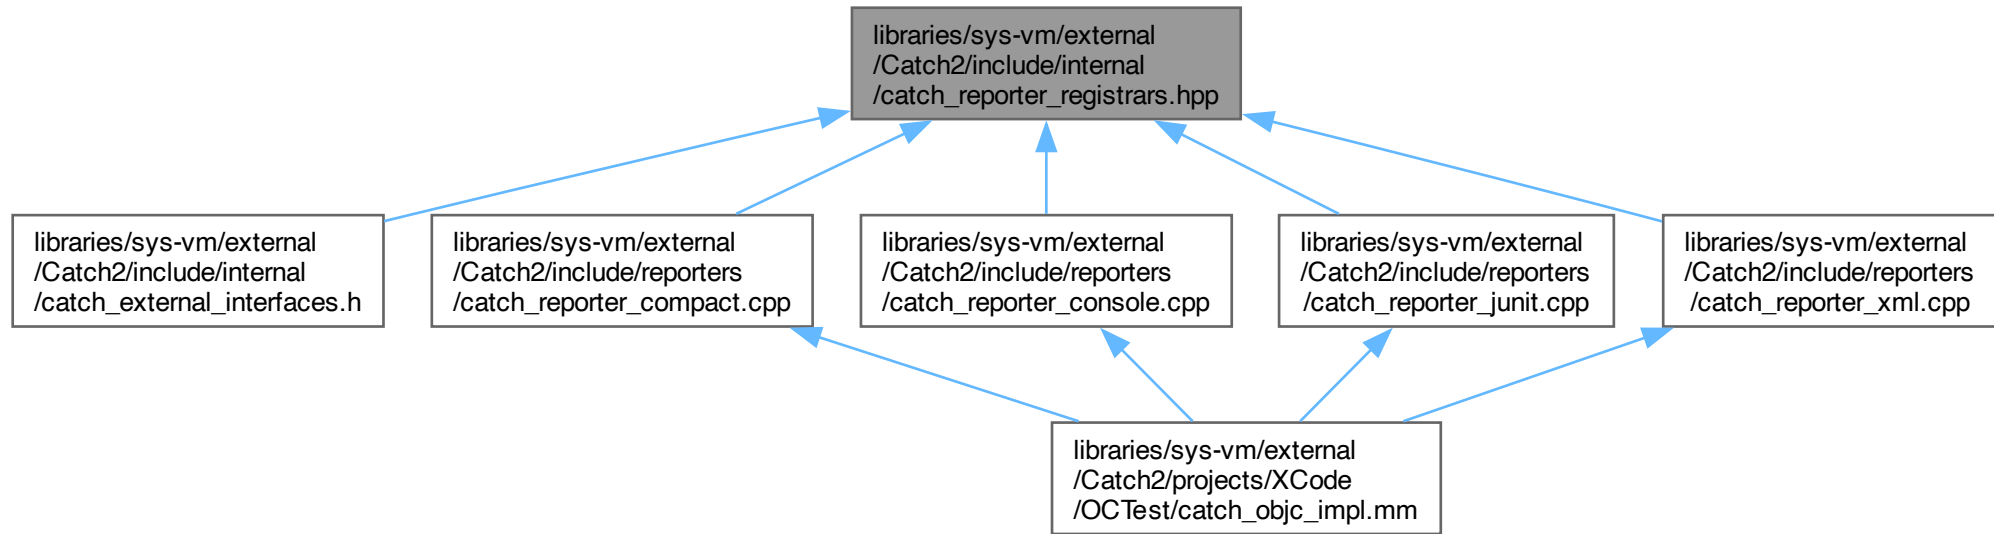 libraries/sys-vm/external
/Catch2/include/internal
/catch_reporter_registrars.hpp
libraries/sys-vm/external
/Catch2/include/internal
/catch_external_interfaces.h
libraries/sys-vm/external
/Catch2/include/reporters
/catch_reporter_compact.cpp
libraries/sys-vm/external
/Catch2/include/reporters
/catch_reporter_console.cpp
libraries/sys-vm/external
/Catch2/include/reporters
/catch_reporter_junit.cpp
libraries/sys-vm/external
/Catch2/include/reporters
/catch_reporter_xml.cpp
libraries/sys-vm/external
/Catch2/projects/XCode
/OCTest/catch_objc_impl.mm